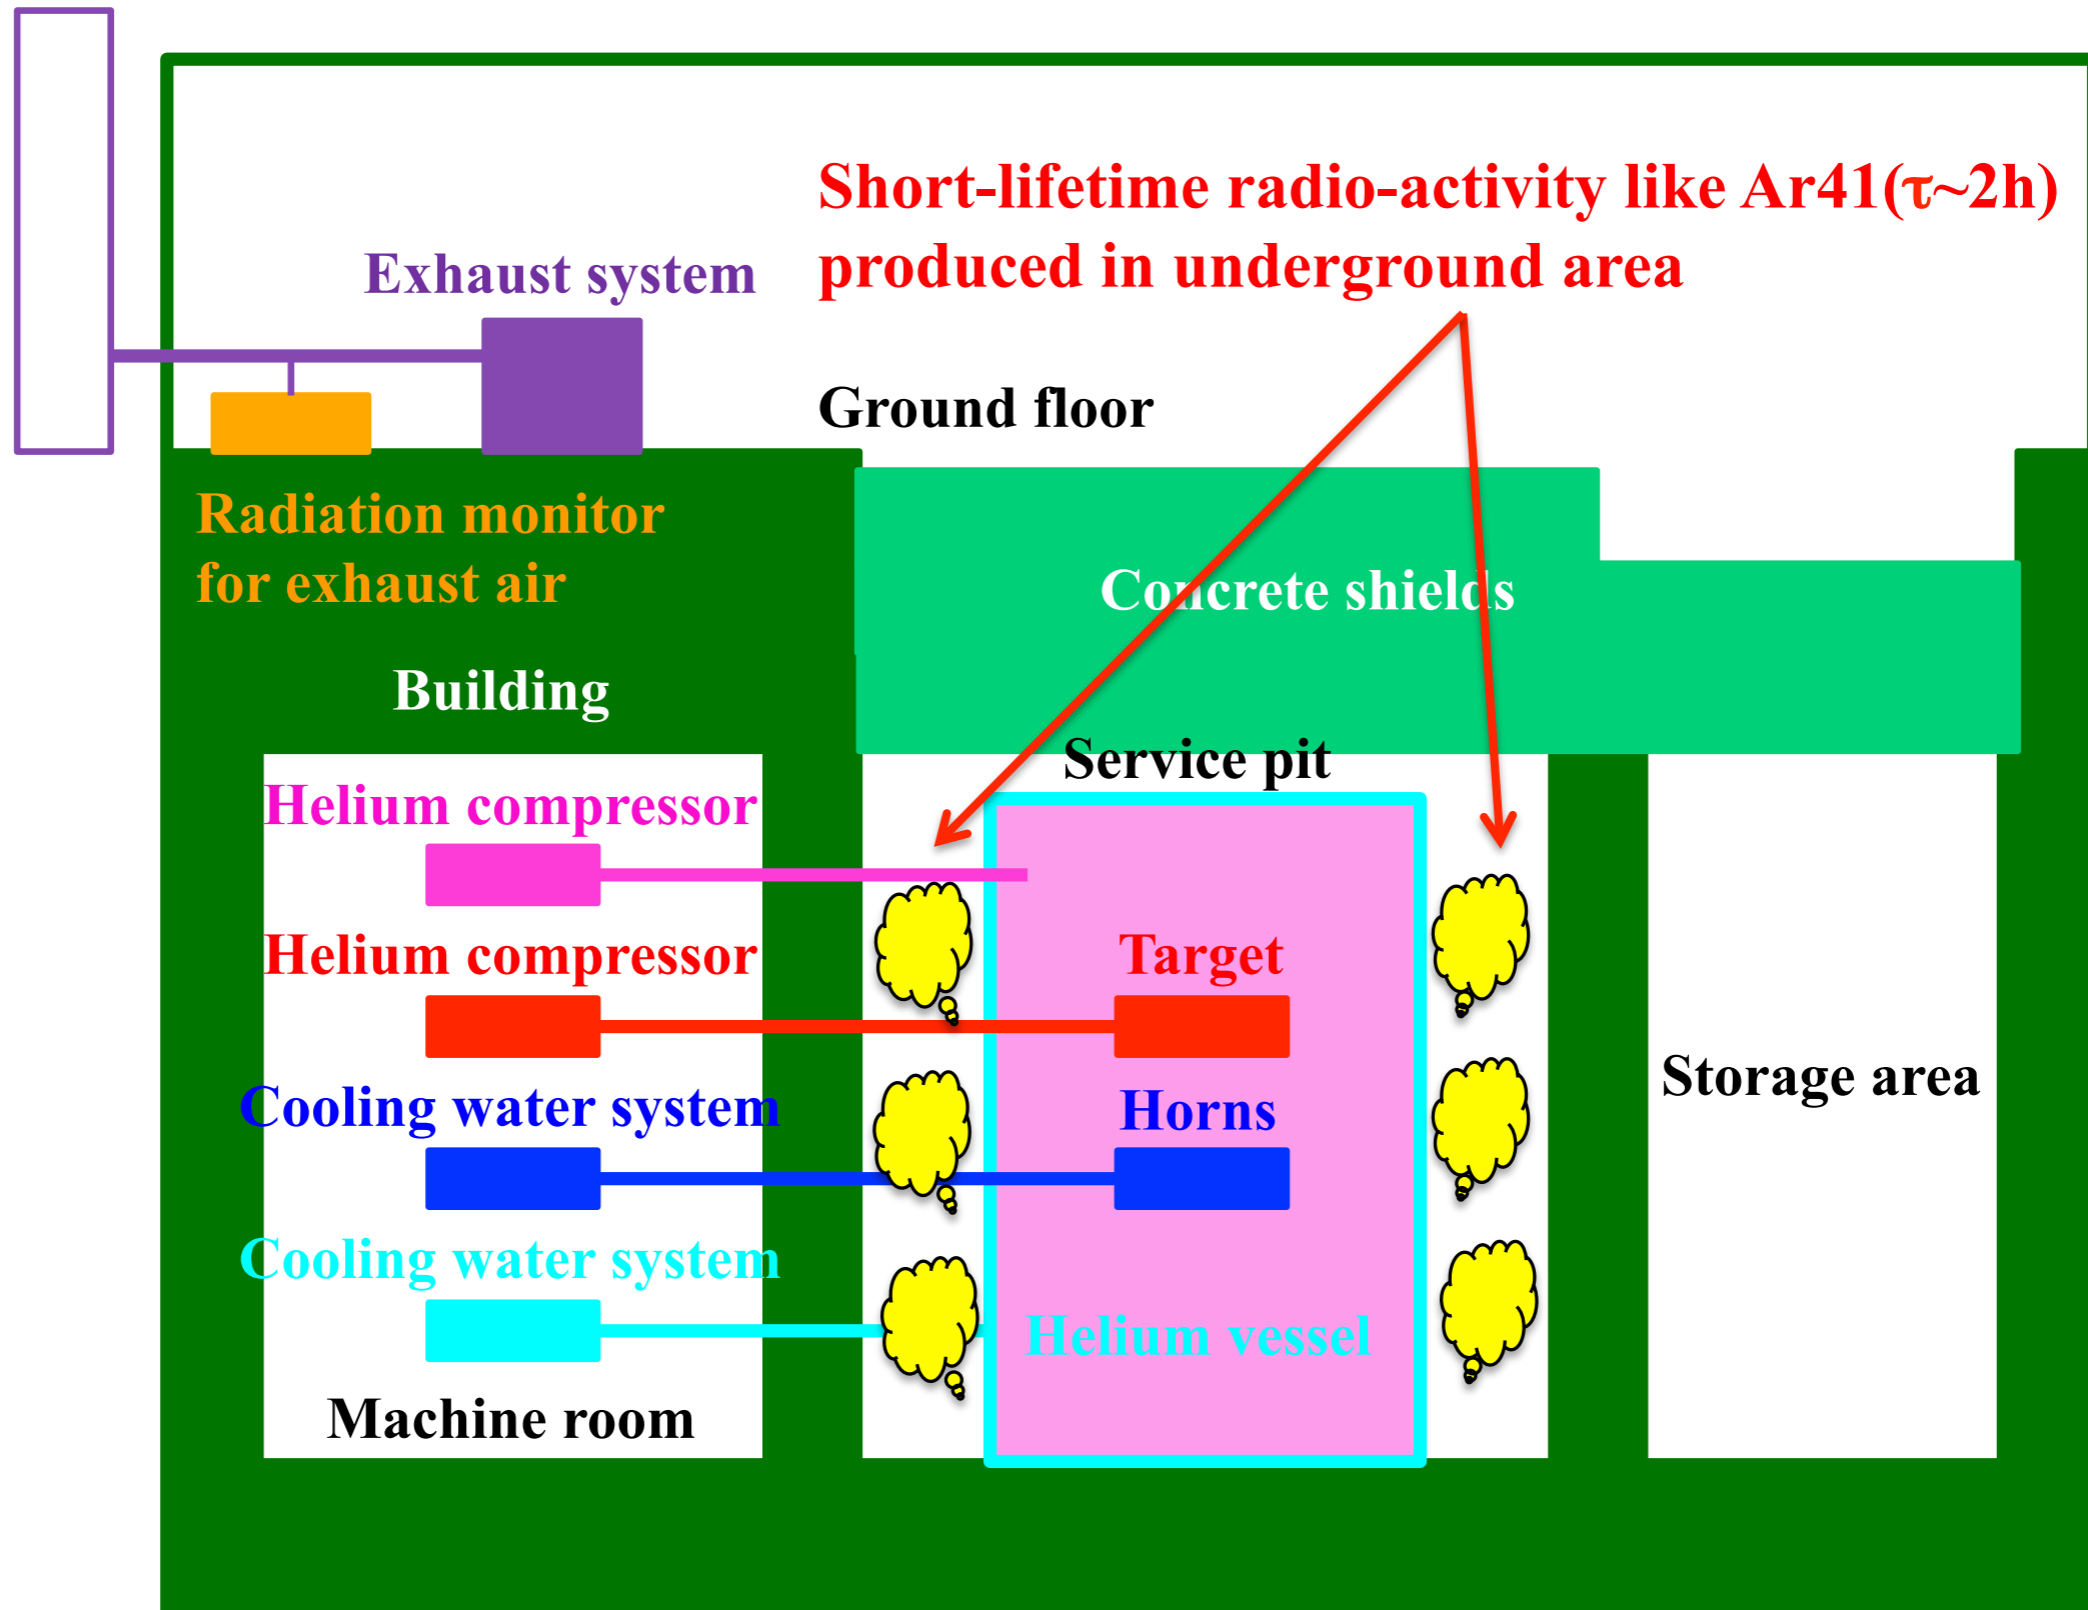 Short-lifetime radio-activity like Ar41(τ~2h)
produced in underground area
Exhaust system
Ground floor
Radiation monitor
for exhaust air
Concrete shields
Building
Service pit
Helium compressor
Helium compressor
Target
Cooling water system
Horns
Storage area
Cooling water system
Helium vessel
Machine room